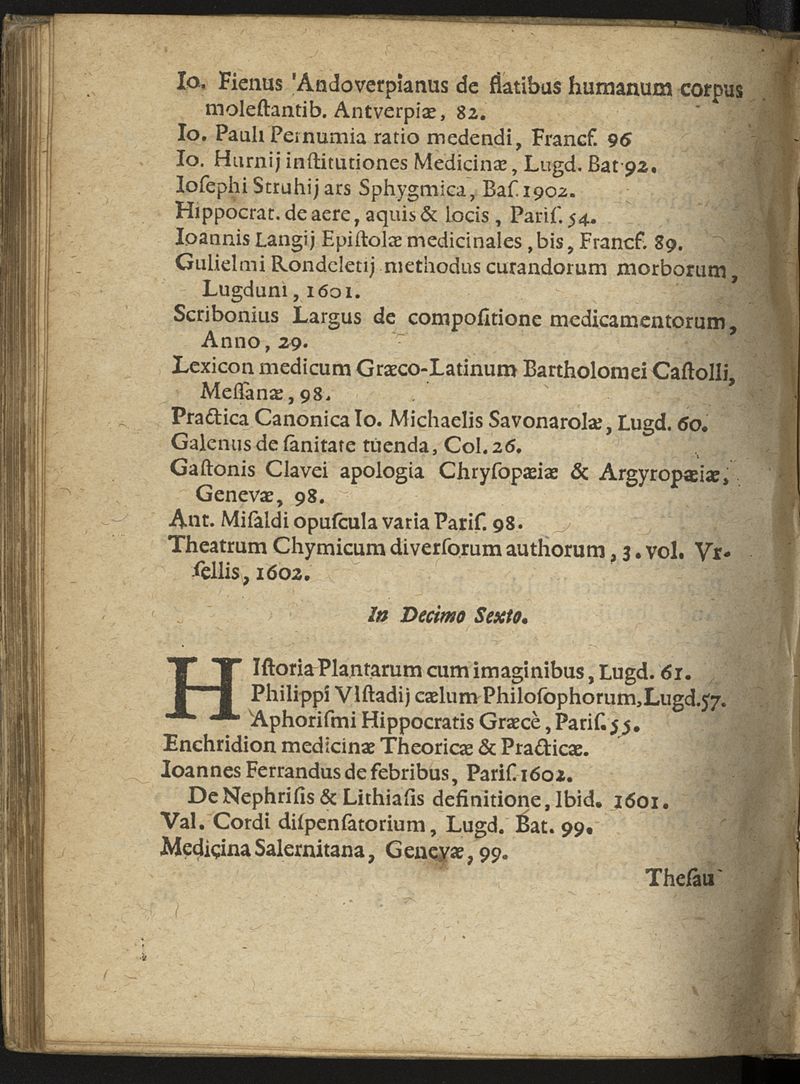 Io. Fienus 'Andoverpianus de flatibus humanum corpus
moleſtantib. Antverpiæ, 82.
Io. Pauli Pernumia ratio medendi, Francf. 96
Io. Hurnij inſtitutiones Medicinæ, Lugd. Bat 92.
Ioſephi Struhij ars Sphygmica, Baſ. 1902.
Hippocrat. de aere, aquis & locis, Pariſ. 54.
Ioannis Langij Epiſtolæ medicinales, bis, Francf. 89.
Gulielmi Rondeletij methodus curandorum morborum,
Lugduni, 1601.
Scribonius Largus de compoſitione medicamentorum,
Anno, 29.
Lexicon medicum Græco-Latinum Bartholomei Caſtolli,
Meſſanæ, 98.
Practica Canonica Io. Michaelis Savonarolæ, Lugd. 60.
Galenus de ſanitate tuenda, Col. 26.
Gaſtonis Clavei apologia Chryſopæiæ & Argyropæiæ,
Genevæ, 98.
Ant. Miſaldi opuſcula varia Pariſ. 98.
Theatrum Chymicum diverſorum authorum, 3. vol. Vr-
ſellis, 1602.
In Decimo Sexto.
HIſtoria Plantarum cum imaginibus, Lugd. 61.
Philippi Vlſtadij cælum Philoſophorum, Lugd. 57.
Aphoriſmi Hippocratis Græcè, Pariſ. 55.
Enchridion medicinæ Theoricæ & Practicæ.
Ioannes Ferrandus de febribus, Pariſ. 1602.
De Nephriſis & Lithiaſis definitione, Ibid. 1601.
Val. Cordi diſpenſatorium, Lugd. Bat. 99.
Medicina Salernitana, Genevæ, 99.
Theſau